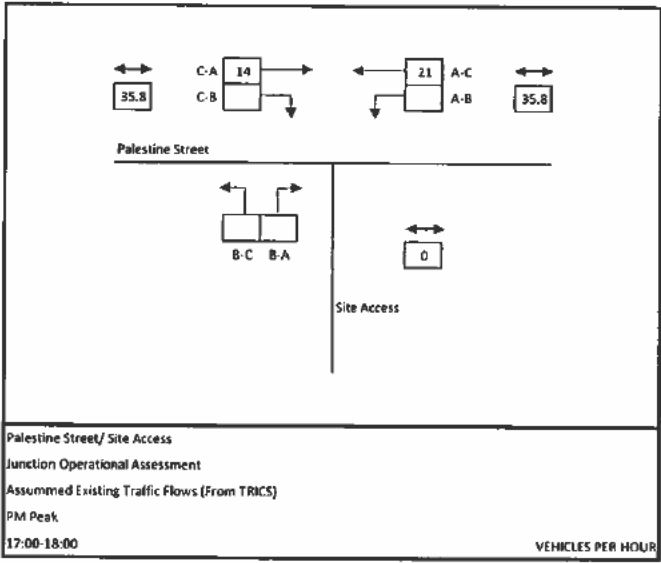 C-A 14 21 A-C
35.8 C-B A-B 35.8
Palestine Street
B-C B-A 0
Site Access
Palestine Street/ Site Access
Junction Operational Assessment
Assummed Existing Traffic Flows (From TRICS)
PM Peak
17:00-18:00 VEHICLES PER HOUR